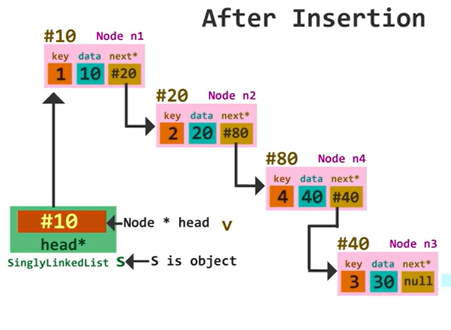 After Insertion
#10 Node n1
key data next*
1 10 #20
#20 Node n2
key data next*
2 20 #80
#80 Node n4
key data next*
4 40 #40
#10
Node * head v
head*
SinglyLinkedList S
S is object
#40 Node n3
key data next*
3 30 null